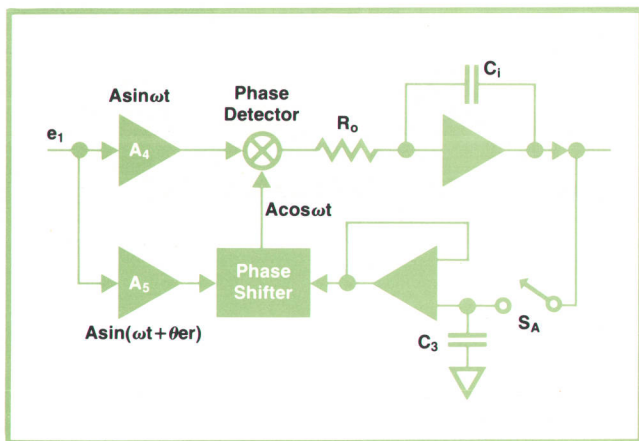 Asinωt
Phase
Detector
Ci
Ro
e1
A4
Acosωt
A5
Phase
Shifter
SA
C3
Asin(ωt+θer)